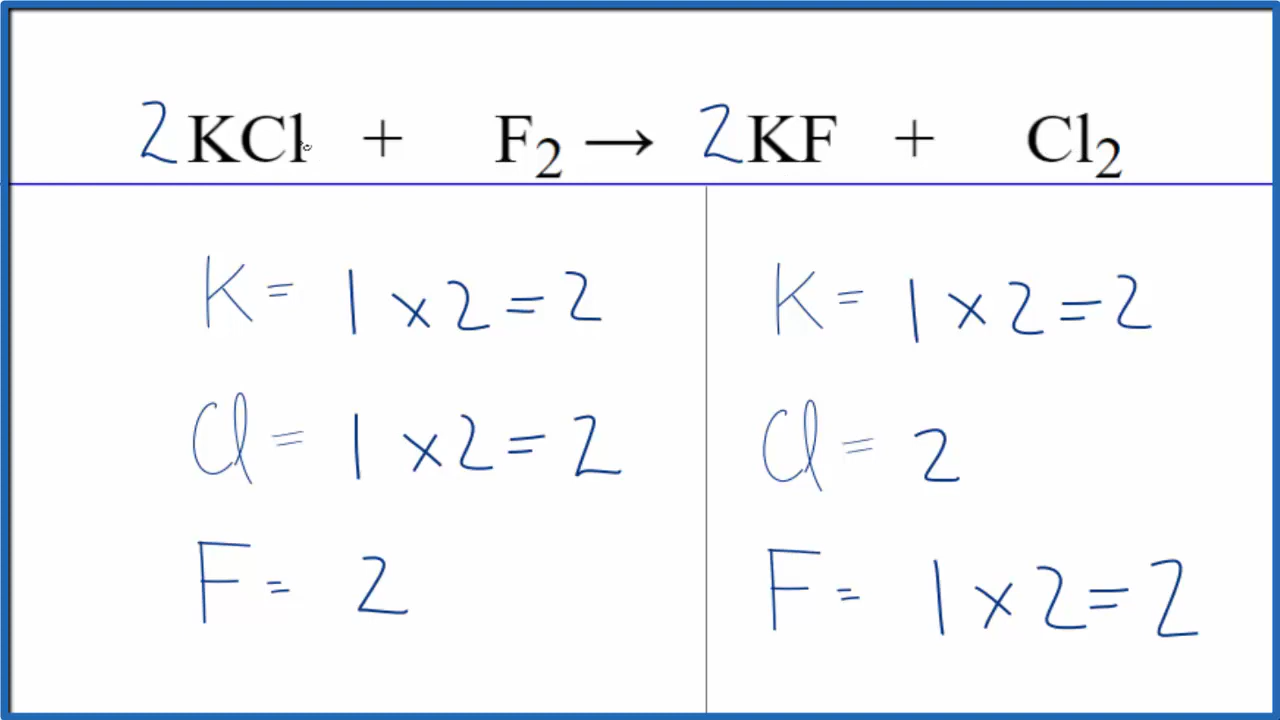 2KCl + F₂ → 2KF + Cl₂
K = 1 x 2 = 2
K = 1 x 2 = 2
Cl = 1 x 2 = 2
Cl = 2
F = 2
F = 1 x 2 = 2